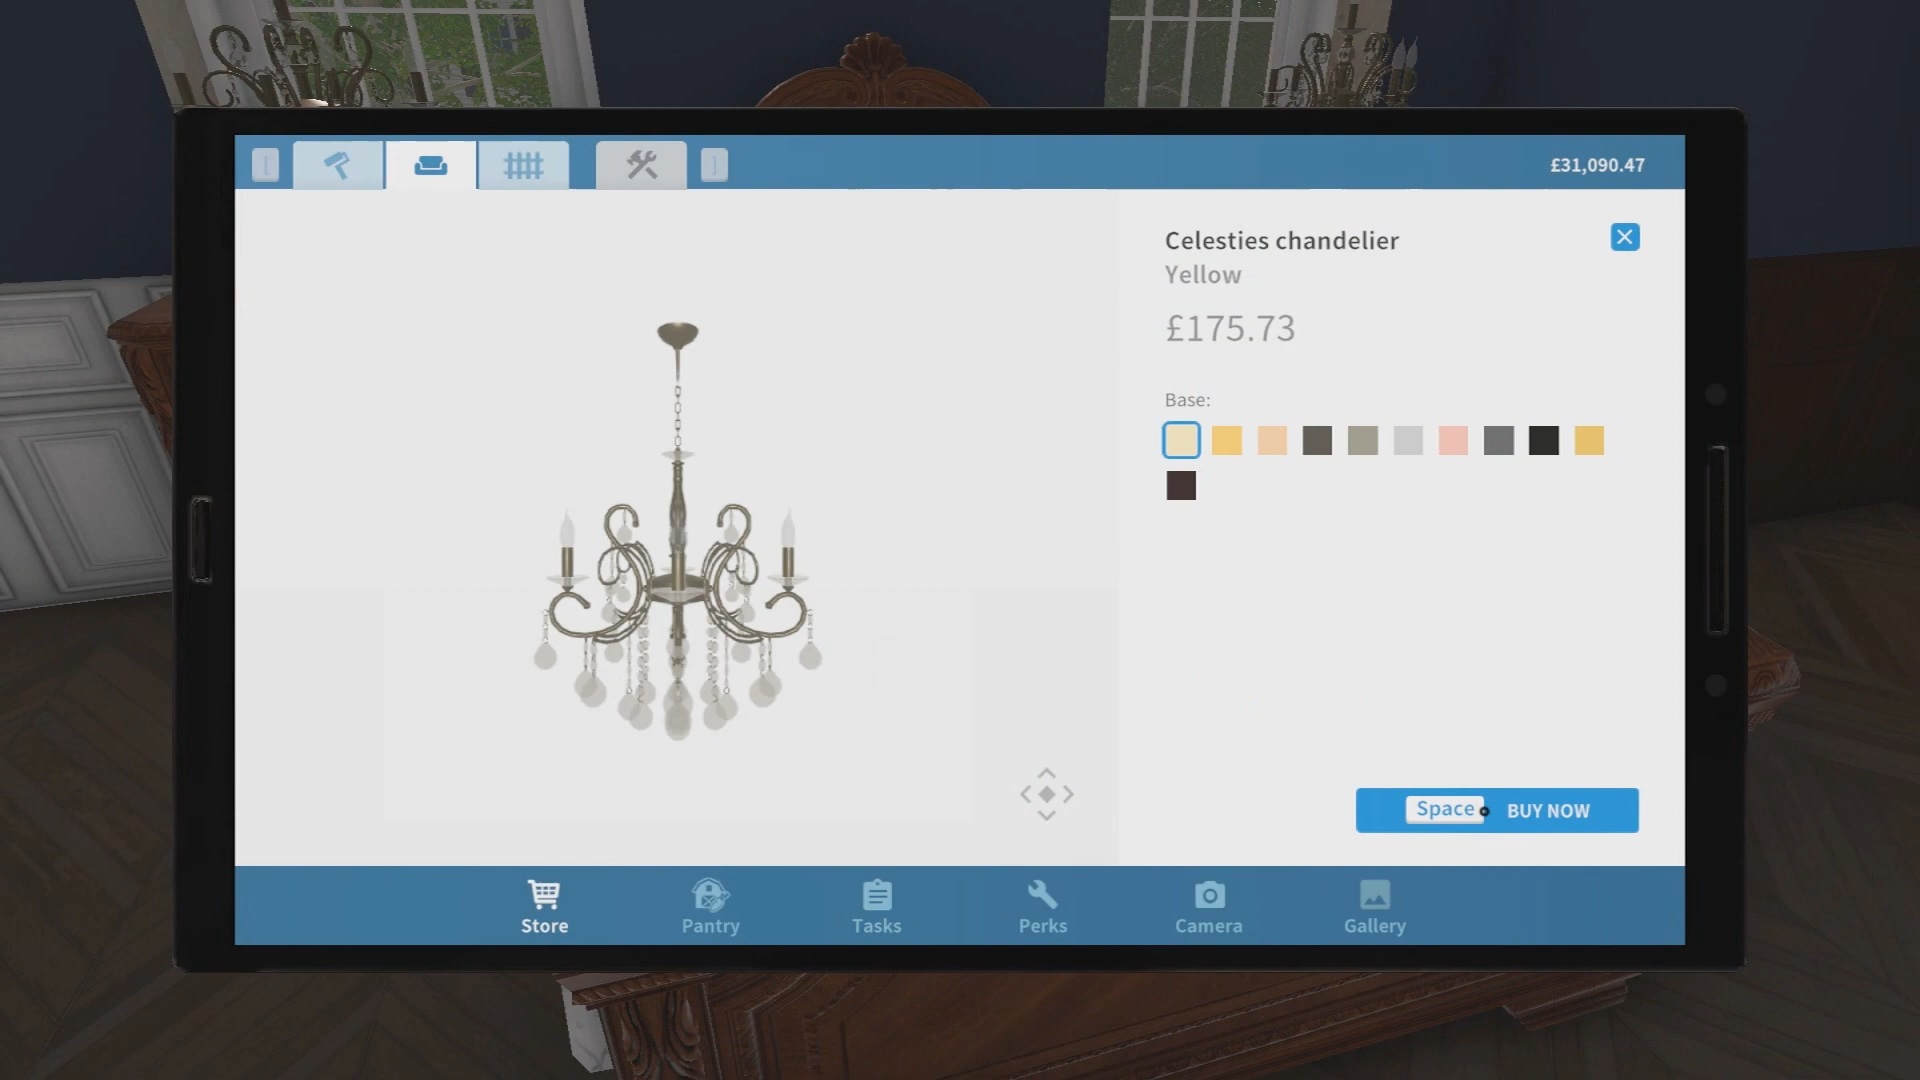 [
]
£31,090.47
Celesties chandelier
Yellow
£175.73
Base:
Space BUY NOW
Store
Pantry
Tasks
Perks
Camera
Gallery